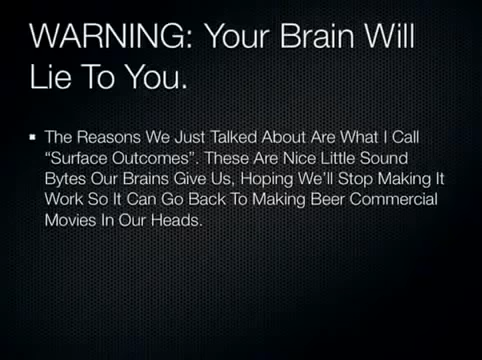 WARNING: Your Brain Will
Lie To You.
The Reasons We Just Talked About Are What I Call
“Surface Outcomes”. These Are Nice Little Sound
Bytes Our Brains Give Us, Hoping We’ll Stop Making It
Work So It Can Go Back To Making Beer Commercial
Movies In Our Heads.